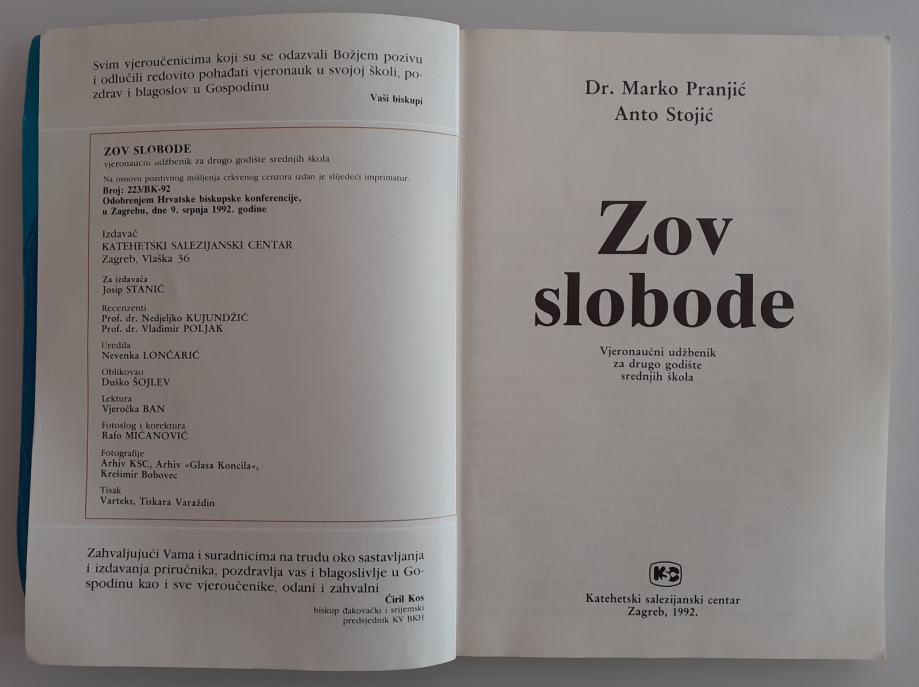 Svim vjeroučenicima koji su se odazvali Božjem pozivu
i odlučili redovito pohađati vjeronauk u svojoj školi, po-
zdrav i blagoslov u Gospodinu
Vaši biskupi
ZOV SLOBODE
vjeronaučni udžbenik za drugo godište srednjih škola
Na osnovu pozitivnog mišljenja crkvenog cenzora izdan je slijedeći imprimatur:
Broj: 223/BK-92
Odobrenjem Hrvatske biskupske konferencije,
u Zagrebu, dne 9. srpnja 1992. godine
Izdavač
KATEHETSKI SALEZIJANSKI CENTAR
Zagreb, Vlaška 36
Za izdavača
Josip STANIĆ
Recenzenti
Prof. dr. Nedjeljko KUJUNDŽIĆ
Prof. dr. Vladimir POLJAK
Uredila
Nevenka LONČARIĆ
Oblikovao
Duško ŠOJLEV
Lektura
Vjeročka BAN
Fotoslog i korektura
Rafo MIĆANOVIĆ
Fotografije
Arhiv KSC, Arhiv »Glasa Koncila«,
Krešimir Bobovec
Tisak
Varteks, Tiskara Varaždin
Zahvaljujući Vama i suradnicima na trudu oko sastavljanja
i izdavanja priručnika, pozdravlja vas i blagoslivlje u Go-
spodinu kao i sve vjeroučenike, odani i zahvalni
Ćiril Kos
biskup đakovački i srijemski
predsjednik KV BKH
Dr. Marko Pranjić
Anto Stojić
Zov
slobode
Vjeronaučni udžbenik
za drugo godište
srednjih škola
KSC
Katehetski salezijanski centar
Zagreb, 1992.